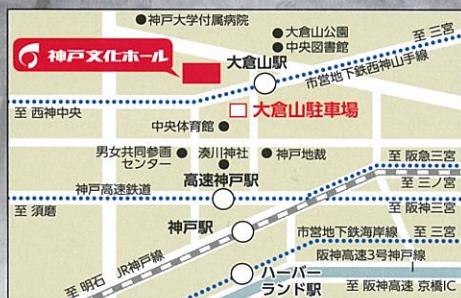 神戸大学付属病院
大倉山公園
中央図書館
至 三宮
神戸文化ホール
大倉山駅
市営地下鉄西神山手線
大倉山駐車場
至 西神中央
中央体育館
男女共同参画
センター
湊川神社
神戸地裁
至 阪急三宮
高速神戸駅
神戸高速鉄道
至 三ノ宮
至 須磨
至 阪神三宮
神戸駅
市営地下鉄海岸線
至 三宮
阪神高速3号神戸線
至 明石
JR神戸線
ハーバー
ランド駅
至 阪神高速 京橋IC